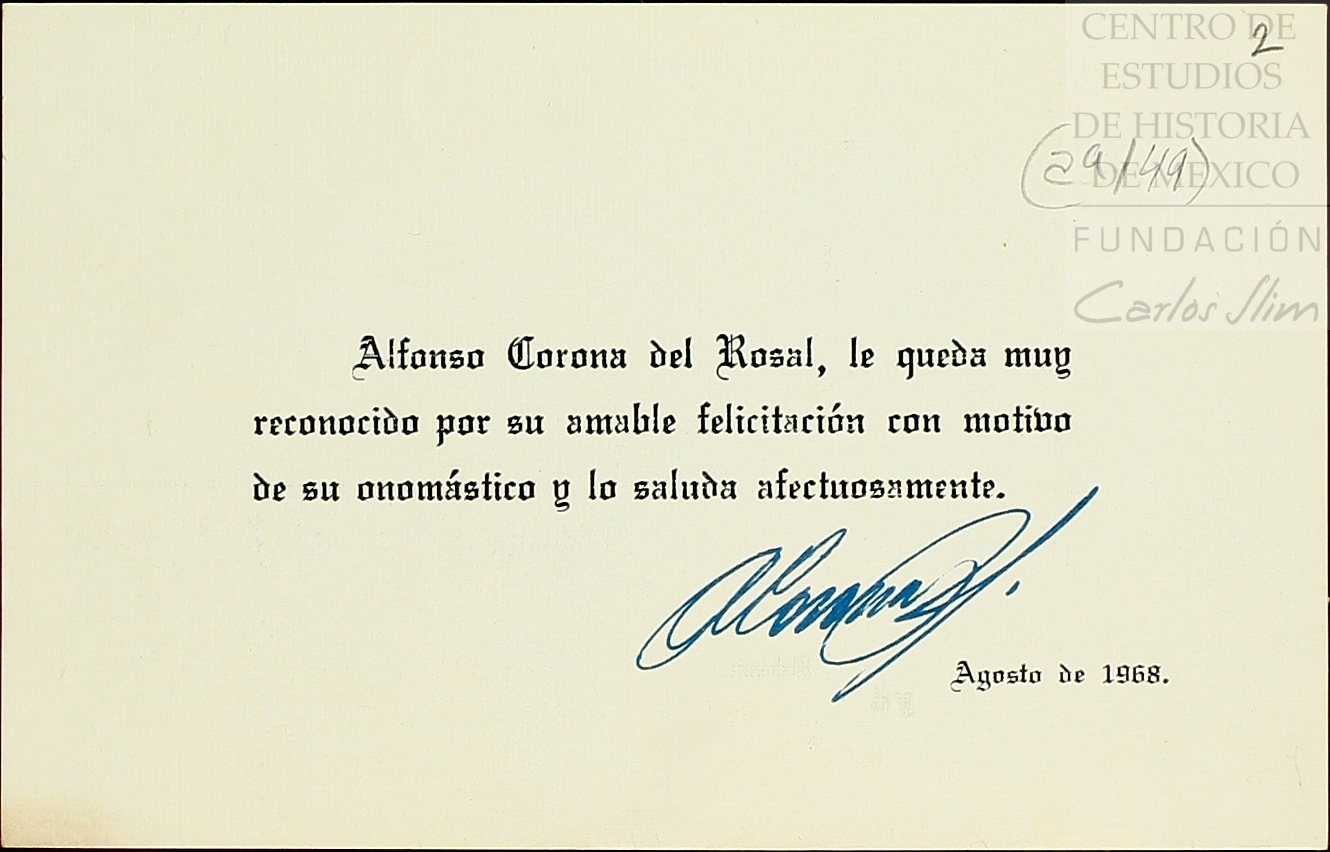 CENTRO DE
ESTUDIOS
DE HISTORIA
DE MEXICO
FUNDACIÓN
Carlos Slim
2
(29/49)
Alfonso Corona del Rosal, le queda muy
reconocido por su amable felicitación con motivo
de su onomástico y lo saluda afectuosamente.
Agosto de 1968.